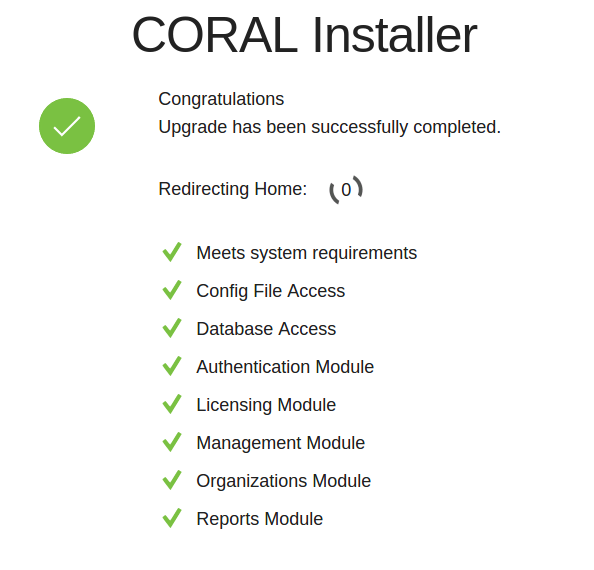 CORAL Installer
Congratulations
Upgrade has been successfully completed.
Redirecting Home: 0
Meets system requirements
Config File Access
Database Access
Authentication Module
Licensing Module
Management Module
Organizations Module
Reports Module